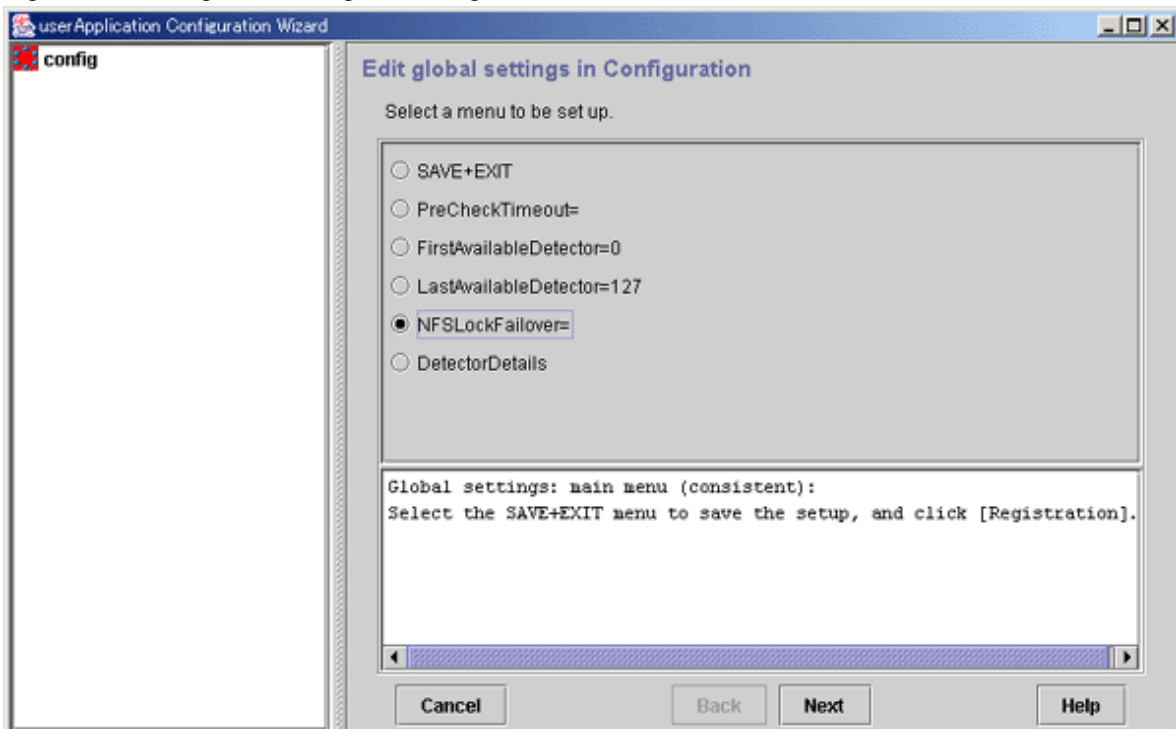 userApplication Configuration Wizard
config
Edit global settings in Configuration
Select a menu to be set up.
SAVE+EXIT
PreCheckTimeout=
FirstAvailableDetector=0
LastAvailableDetector=127
NFSLockFailover=
DetectorDetails
Global settings: main menu (consistent):
Select the SAVE+EXIT menu to save the setup, and click [Registration].
Cancel Back Next Help